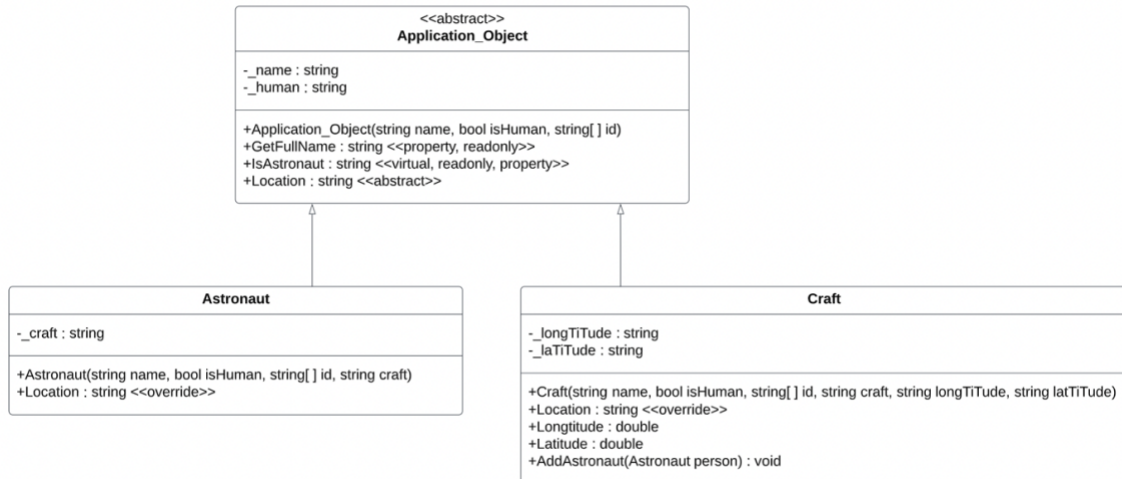 <<abstract>>
Application_Object
-_name : string
-_human : string
+Application_Object(string name, bool isHuman, string[ ] id)
+GetFullName : string <<property, readonly>>
+IsAstronaut : string <<virtual, readonly, property>>
+Location : string <<abstract>>
Astronaut
-_craft : string
+Astronaut(string name, bool isHuman, string[ ] id, string craft)
+Location : string <<override>>
Craft
-_longTiTude : string
-_laTiTude : string
+Craft(string name, bool isHuman, string[ ] id, string craft, string longTiTude, string latTiTude)
+Location : string <<override>>
+Longtitude : double
+Latitude : double
+AddAstronaut(Astronaut person) : void